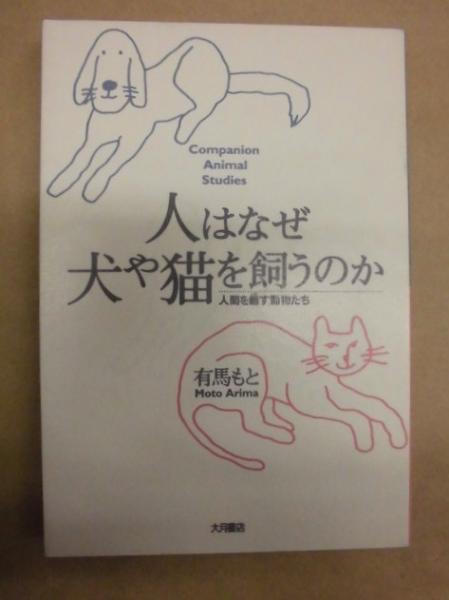 Companion
Animal
Studies
人はなぜ
犬や猫を飼うのか
人間を癒す動物たち
有馬もと
Moto Arima
大月書店